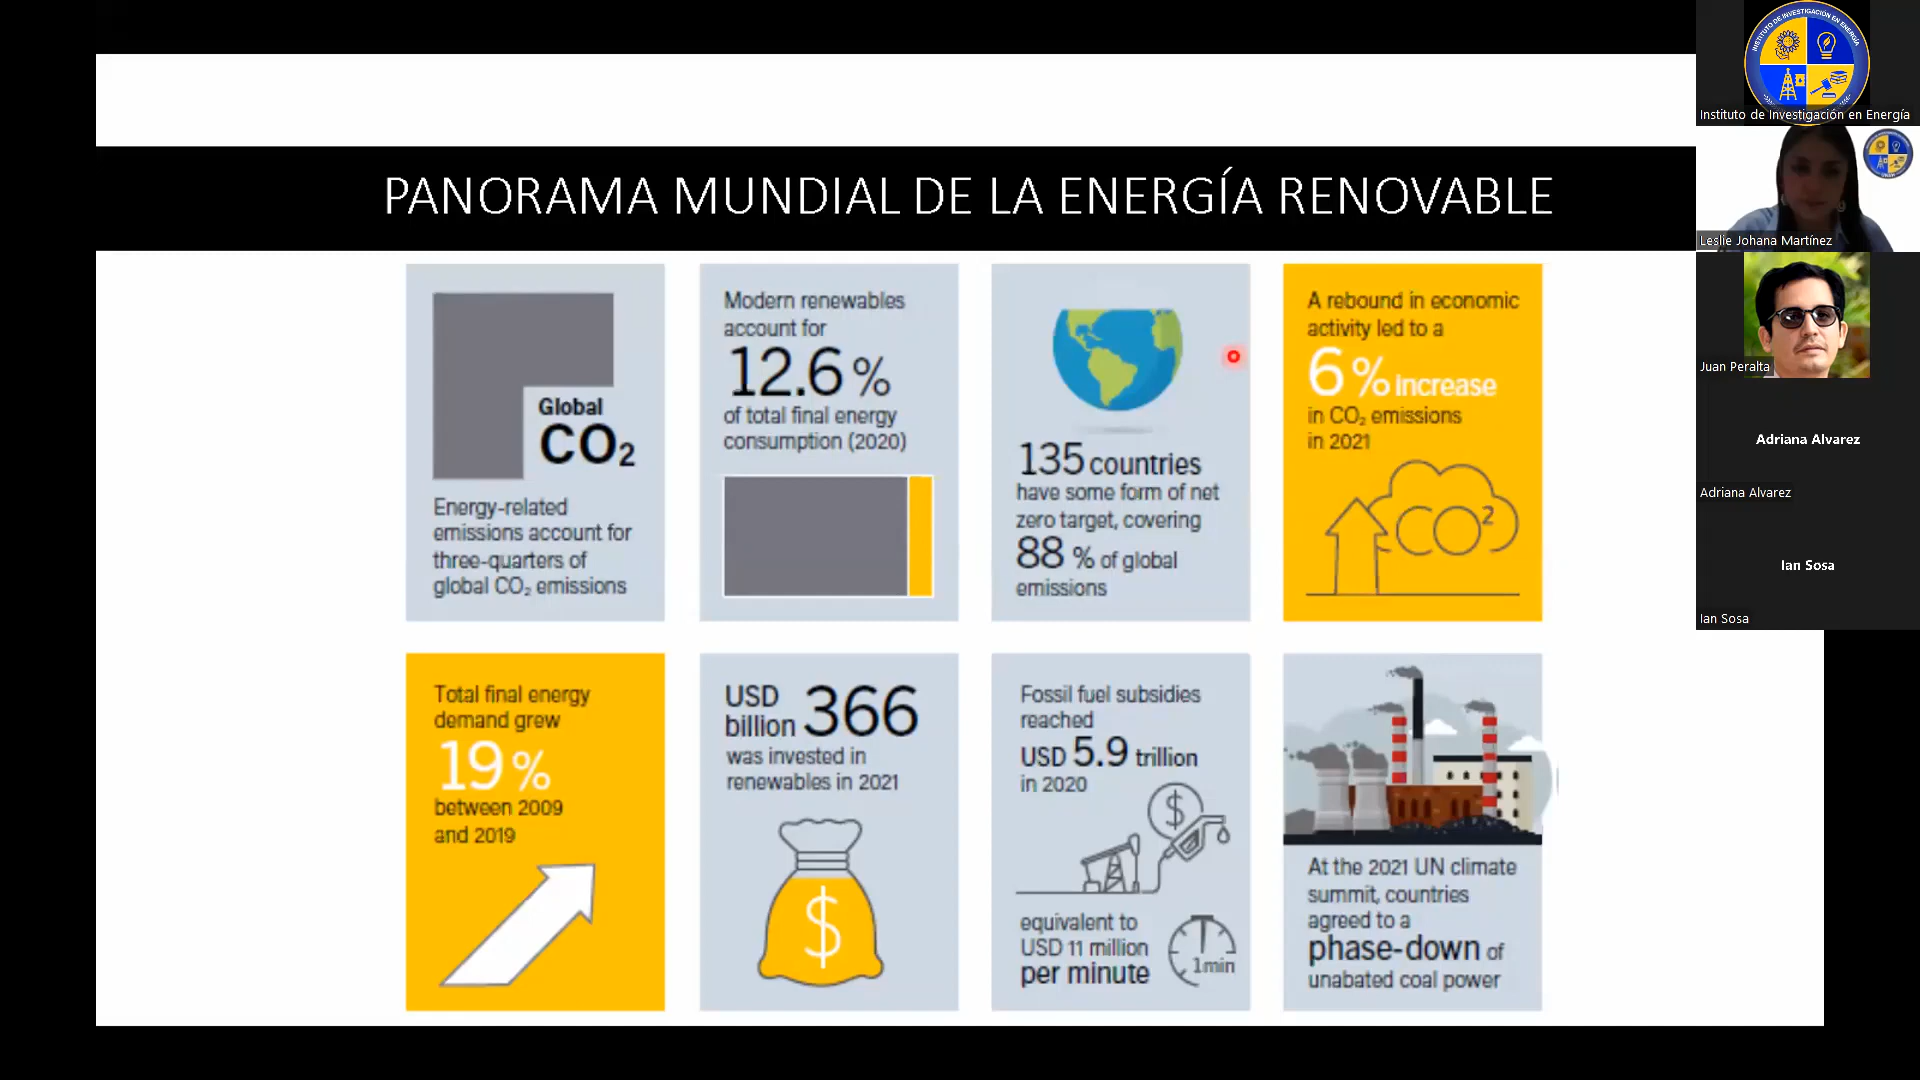 PANORAMA MUNDIAL DE LA ENERGÍA RENOVABLE
Global
CO₂
Energy-related
emissions account for
three-quarters of
global CO₂ emissions
Modern renewables
account for
12.6 %
of total final energy
consumption (2020)
135 countries
have some form of net
zero target, covering
88 % of global
emissions
A rebound in economic
activity led to a
6 % increase
in CO₂ emissions
in 2021
CO²
Total final energy
demand grew
19 %
between 2009
and 2019
USD
billion 366
was invested in
renewables in 2021
$
Fossil fuel subsidies
reached
USD 5.9 trillion
in 2020
$
equivalent to
USD 11 million
per minute
1min
At the 2021 UN climate
summit, countries
agreed to a
phase-down of
unabated coal power
INSTITUTO DE INVESTIGACIÓN EN ENERGÍA
Instituto de Investigación en Energía
Leslie Johana Martínez
Juan Peralta
Adriana Alvarez
Adriana Alvarez
Ian Sosa
Ian Sosa